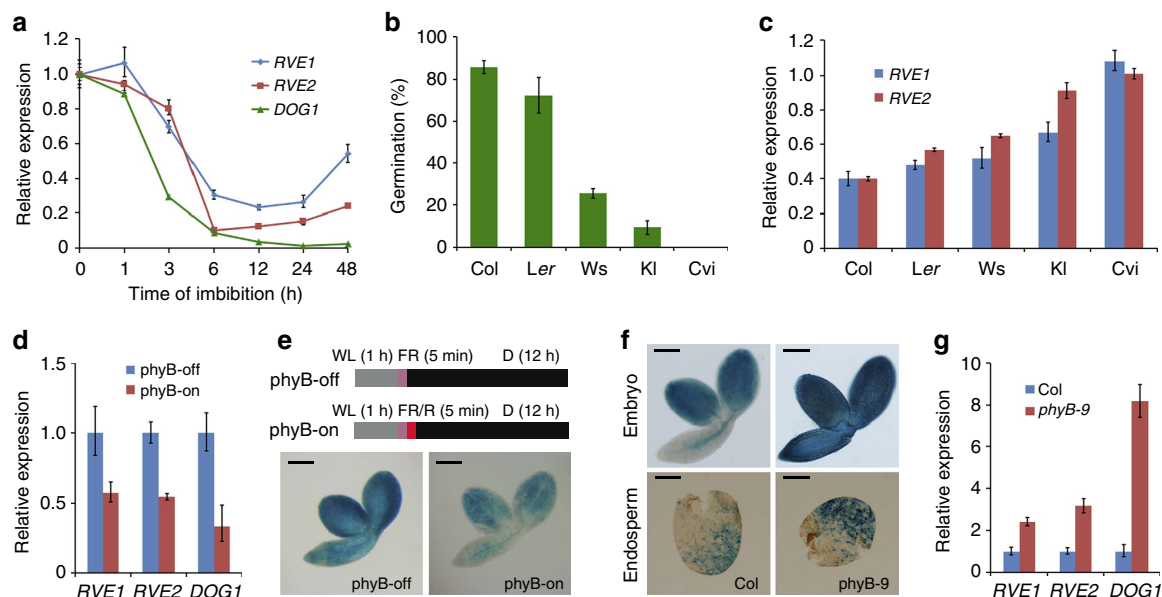 a
Relative expression
1.2
1.0
0.8
0.6
0.4
0.2
0
0
1
3
6
12
24
48
Time of imbibition (h)
RVE1
RVE2
DOG1
b
Germination (%)
100
80
60
40
20
0
Col
Ler
Ws
Kl
Cvi
c
Relative expression
1.2
1.0
0.8
0.6
0.4
1.2
1.0
RVE1
RVE2
Col
Ler
Ws
Kl
Cvi
d
Relative expression
1.5
1.0
0.5
0
phyB-off
phyB-on
RVE1
RVE2
DOG1
e
WL (1 h) FR (5 min) D (12 h)
phyB-off
WL (1 h) FR/R (5 min) D (12 h)
phyB-on
phyB-off
phyB-on
f
Embryo
Endosperm
Col
phyB-9
g
Relative expression
10
8
6
4
2
0
Col
phyB-9
RVE1
RVE2
DOG1